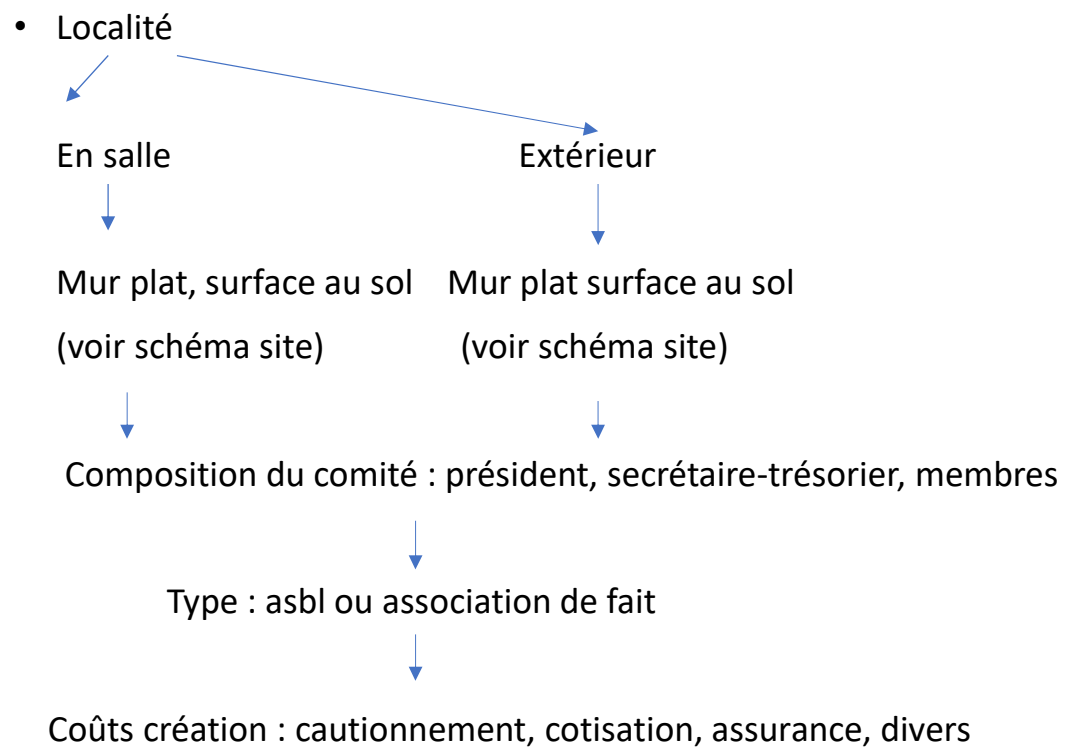 • Localité
En salle Extérieur
Mur plat, surface au sol Mur plat surface au sol
(voir schéma site) (voir schéma site)
Composition du comité : président, secrétaire-trésorier, membres
Type : asbl ou association de fait
Coûts création : cautionnement, cotisation, assurance, divers